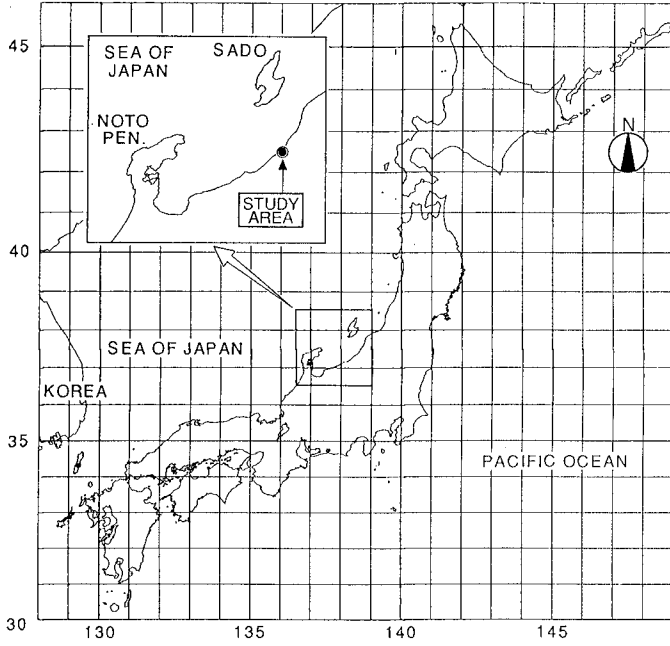 45
SEA OF
JAPAN
SADO
NOTO
PEN.
STUDY
AREA
N
40
SEA OF JAPAN
KOREA
35
PACIFIC OCEAN
30
130
135
140
145